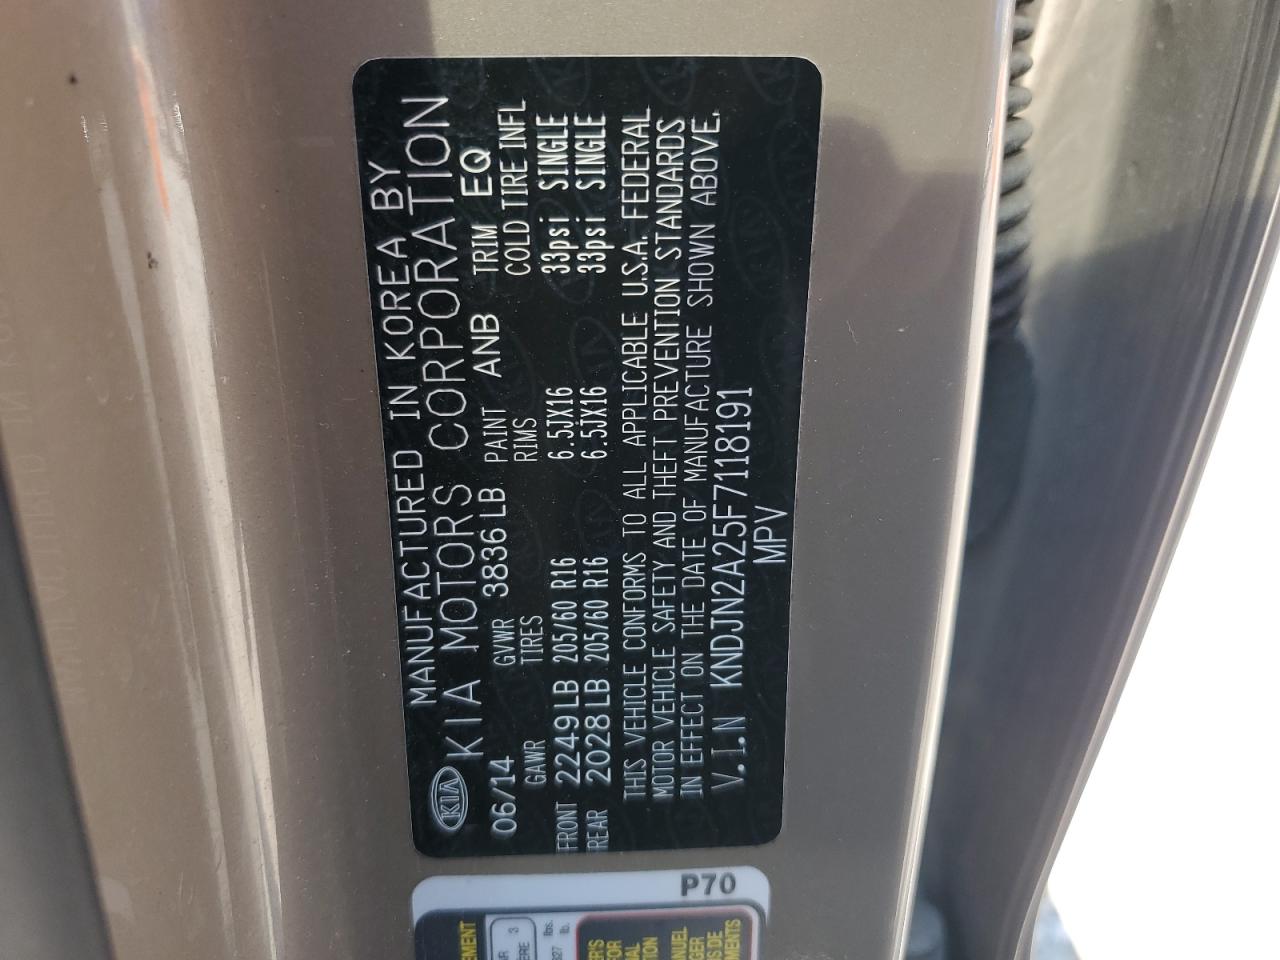 MANUFACTURED IN KOREA BY
KIA KIA MOTORS CORPORATION
06/14 GVWR 3836LB PAINT ANB TRIM EQ
GAWR TIRES RIMS COLD TIRE INFL
FRONT 2249LB 205/60 R16 6.5JX16 33psi SINGLE
REAR 2028LB 205/60 R16 6.5JX16 33psi SINGLE
THIS VEHICLE CONFORMS TO ALL APPLICABLE U.S.A. FEDERAL
MOTOR VEHICLE SAFETY AND THEFT PREVENTION STANDARDS
IN EFFECT ON THE DATE OF MANUFACTURE SHOWN ABOVE.
V.I.N KNDJN2A25F7118191
MPV
P70